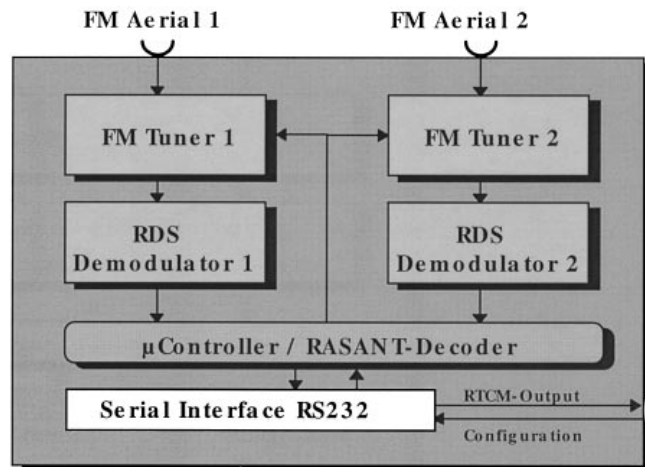 FM Aerial 1
FM Aerial 2
FM Tuner 1
FM Tuner 2
RDS
Demodulator 1
RDS
Demodulator 2
µController / RASANT-Decoder
Serial Interface RS232
RTCM-Output
Configuration